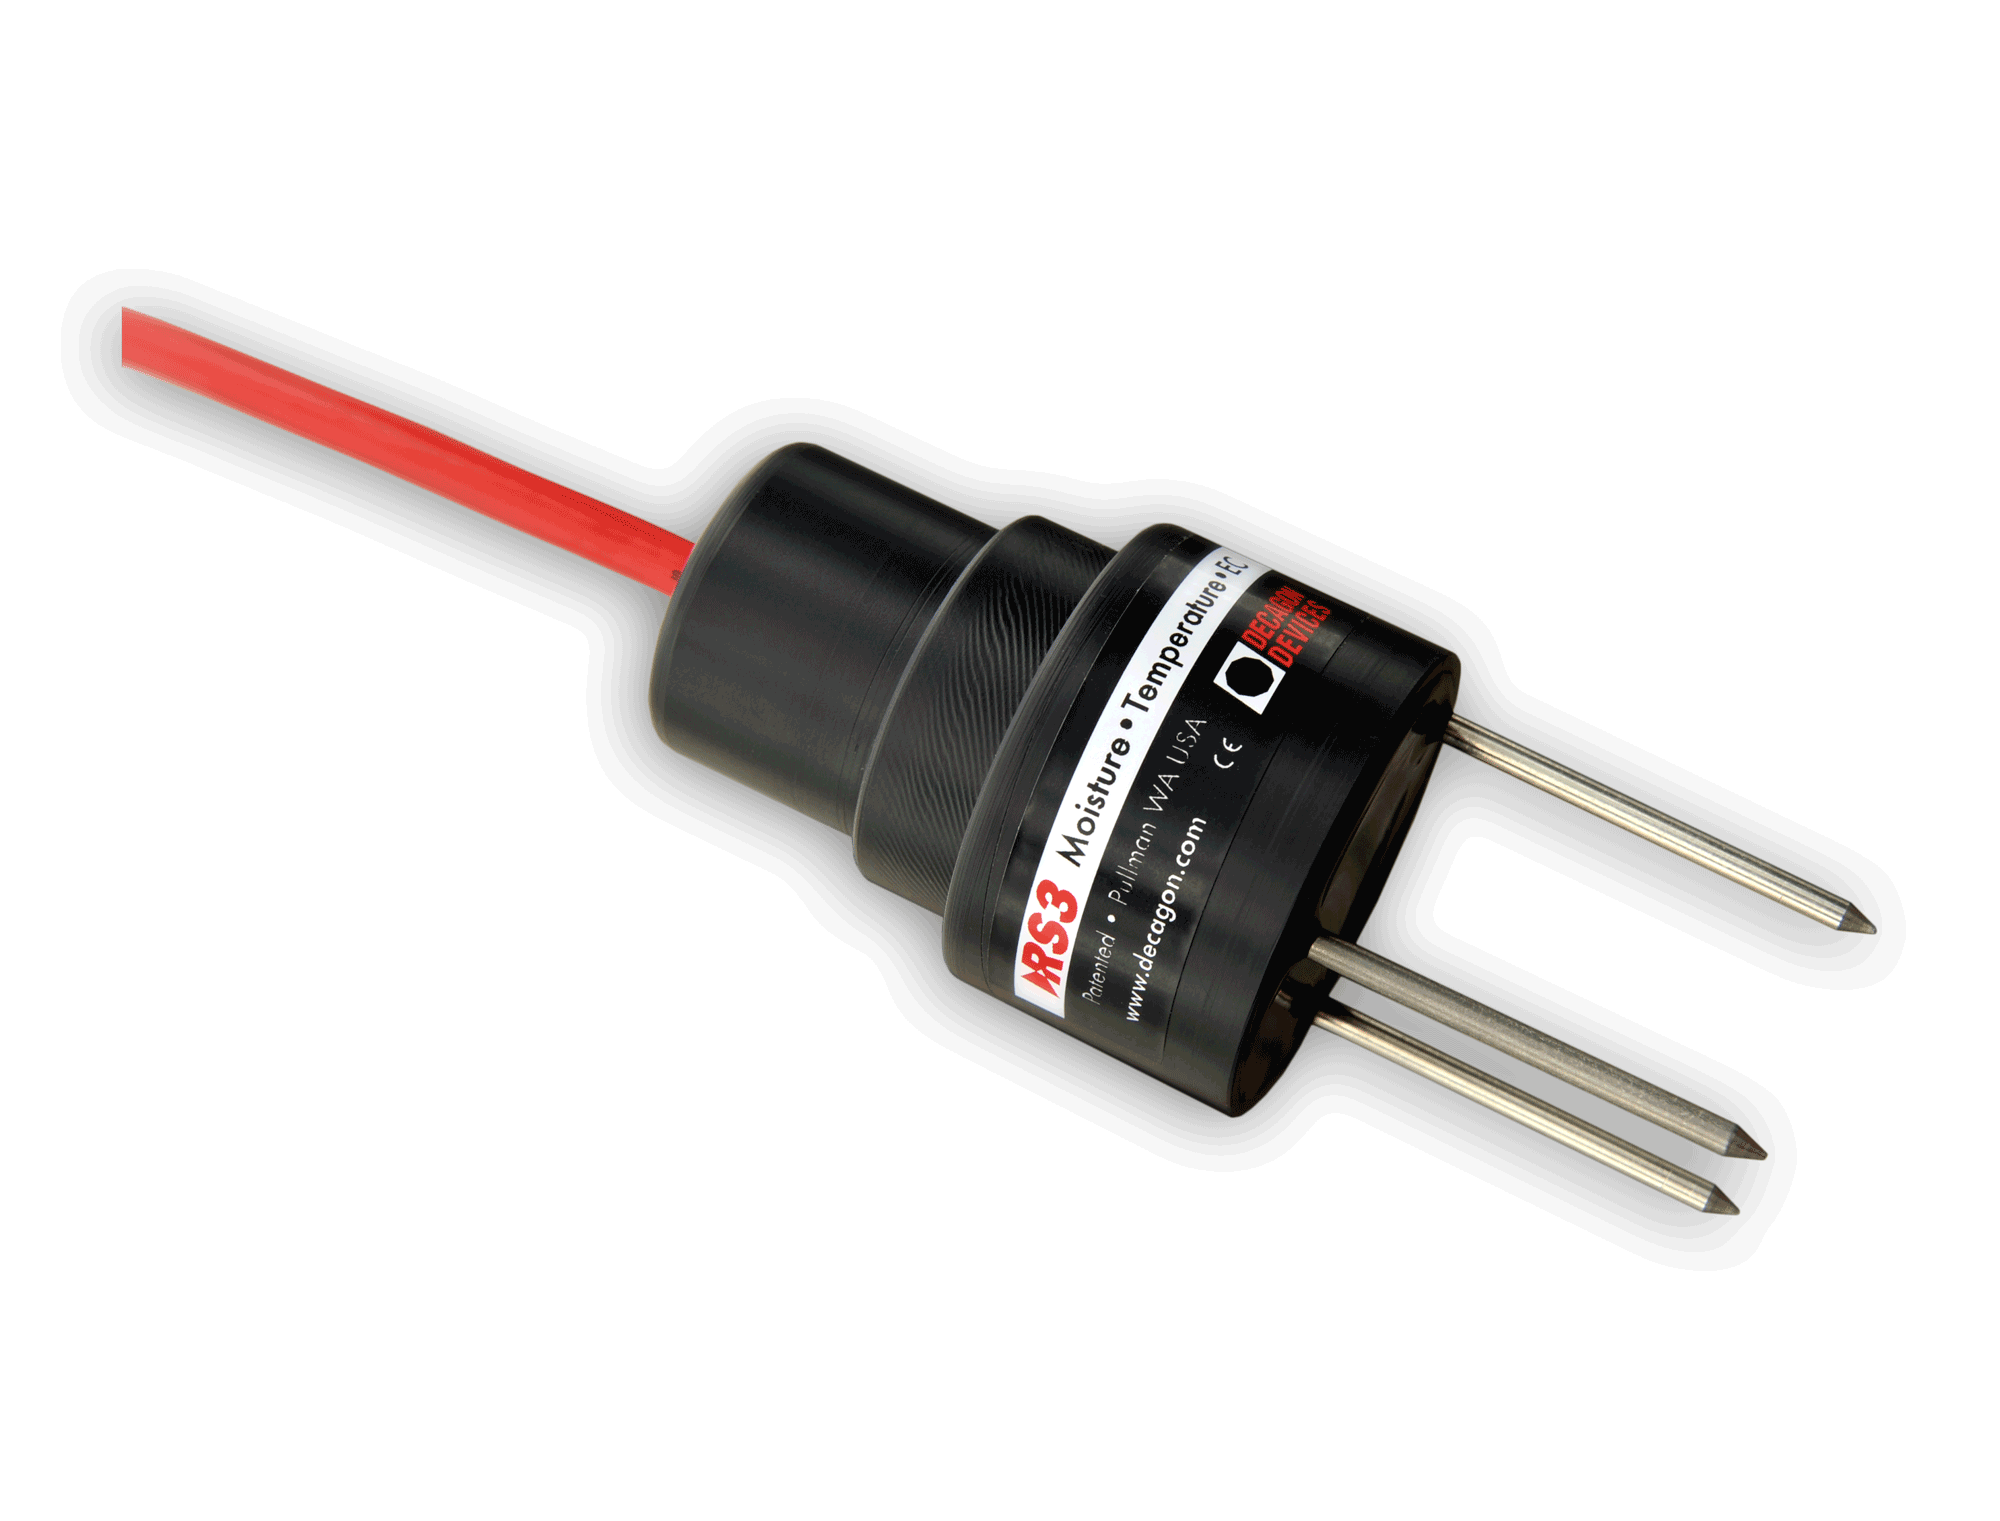 RS3 Moisture • Temperature • EC
Patented • Pullman WA USA
www.decagon.com
CE
DECAGON
DEVICES